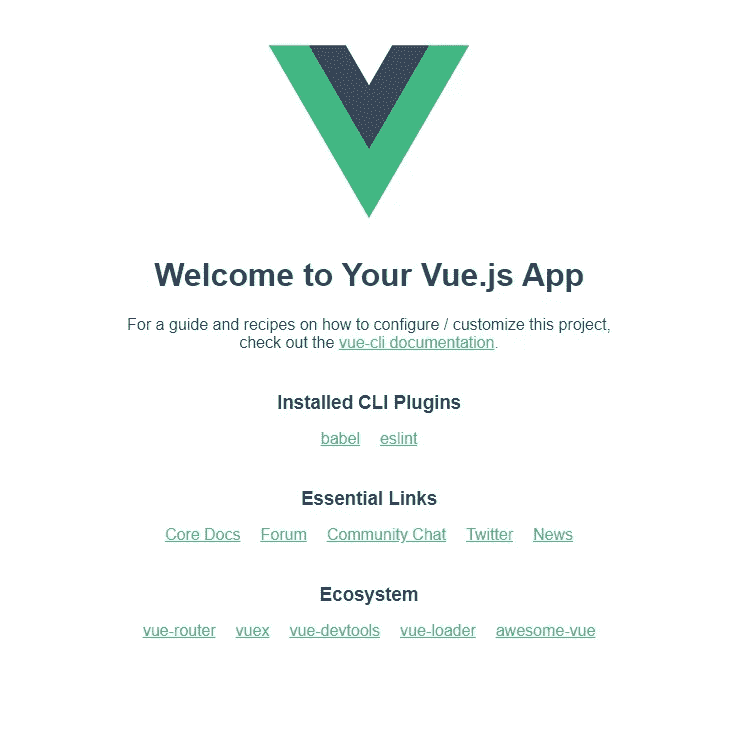 Welcome to Your Vue.js App
For a guide and recipes on how to configure / customize this project,
check out the vue-cli documentation.
Installed CLI Plugins
babel eslint
Essential Links
Core Docs Forum Community Chat Twitter News
Ecosystem
vue-router vuex vue-devtools vue-loader awesome-vue